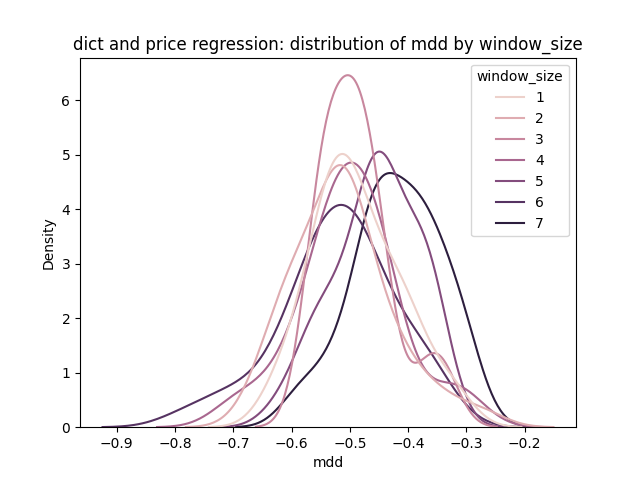 dict and price regression: distribution of mdd by window_size
window_size
1
2
3
4
5
6
7
Density
6
5
4
3
2
1
0
−0.9 −0.8 −0.7 −0.6 −0.5 −0.4 −0.3 −0.2
mdd